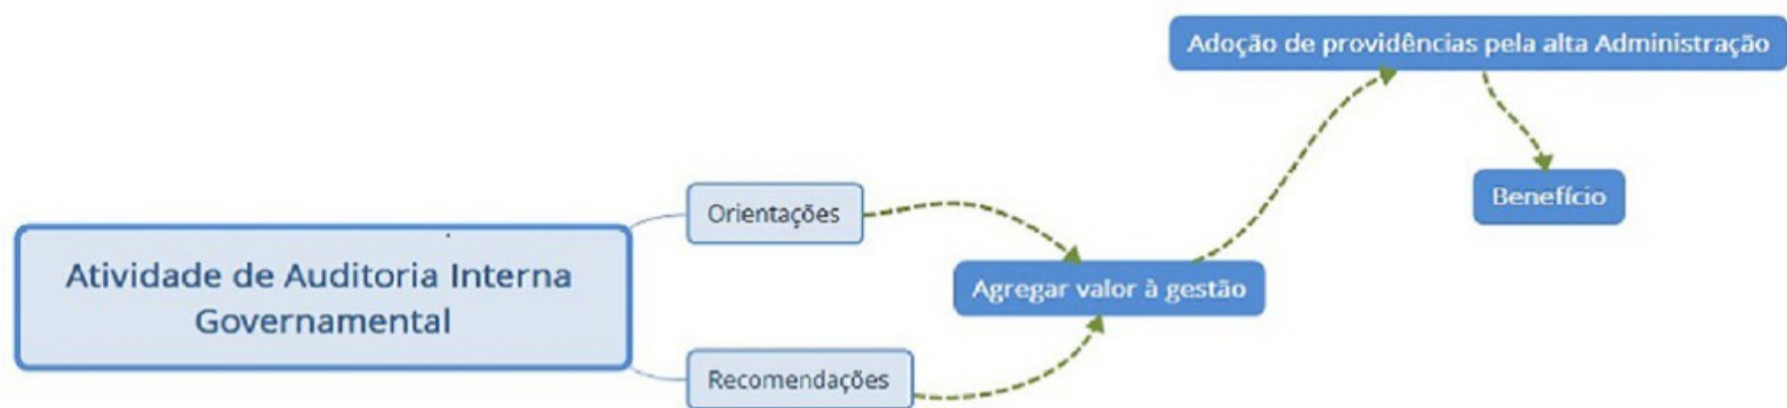 Adoção de providências pela alta Administração
Benefício
Orientações
Atividade de Auditoria Interna
Governamental
Agregar valor à gestão
Recomendações